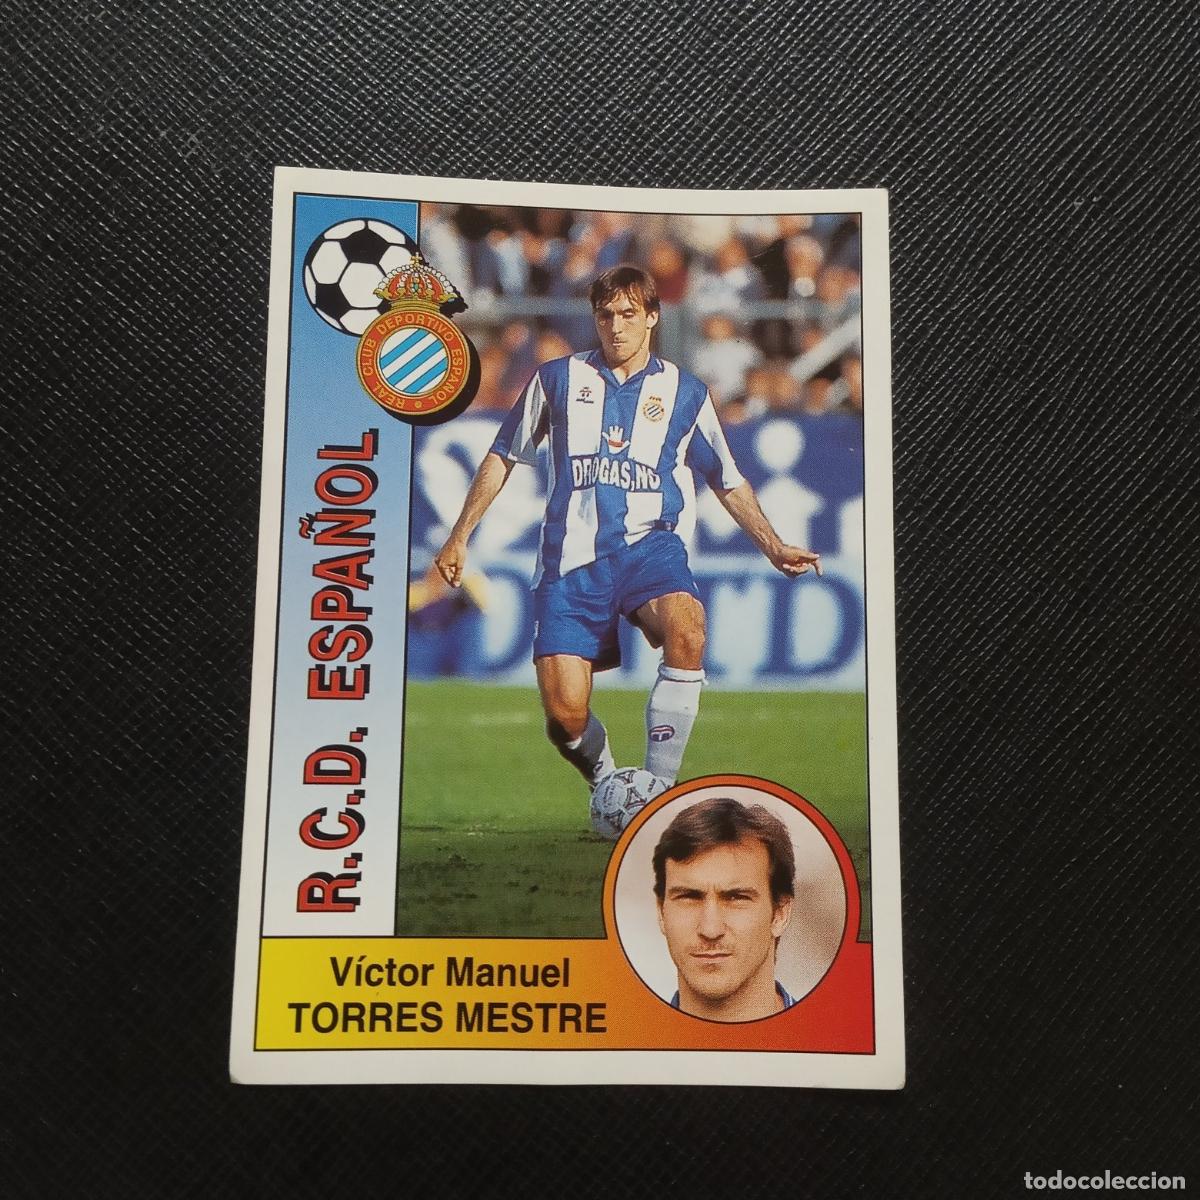 REAL CLUB DEPORTIVO ESPAÑOL
R.C.D. ESPAÑOL
DROGAS, NO
Víctor Manuel
TORRES MESTRE
todocoleccion